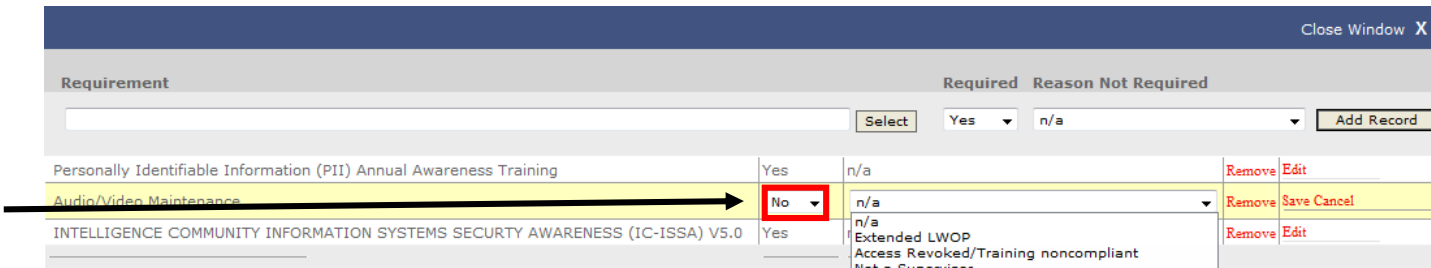 Close Window X
Requirement Required Reason Not Required
Select Yes n/a Add Record
Personally Identifiable Information (PII) Annual Awareness Training Yes n/a Remove Edit
Audio/Video Maintenance No n/a Remove Save Cancel
n/a
INTELLIGENCE COMMUNITY INFORMATION SYSTEMS SECURTY AWARENESS (IC-ISSA) V5.0 Yes Extended LWOP Remove Edit
Access Revoked/Training noncompliant
Not a Supervisor